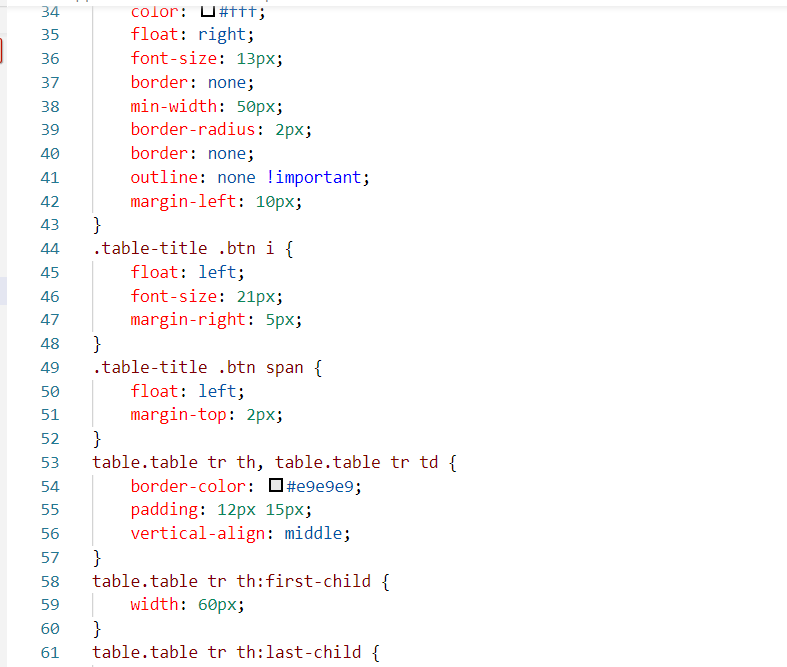 34 color: #fff;
35 float: right;
36 font-size: 13px;
37 border: none;
38 min-width: 50px;
39 border-radius: 2px;
40 border: none;
41 outline: none !important;
42 margin-left: 10px;
43 }
44 .table-title .btn i {
45 float: left;
46 font-size: 21px;
47 margin-right: 5px;
48 }
49 .table-title .btn span {
50 float: left;
51 margin-top: 2px;
52 }
53 table.table tr th, table.table tr td {
54 border-color: #e9e9e9;
55 padding: 12px 15px;
56 vertical-align: middle;
57 }
58 table.table tr th:first-child {
59 width: 60px;
60 }
61 table.table tr th:last-child {